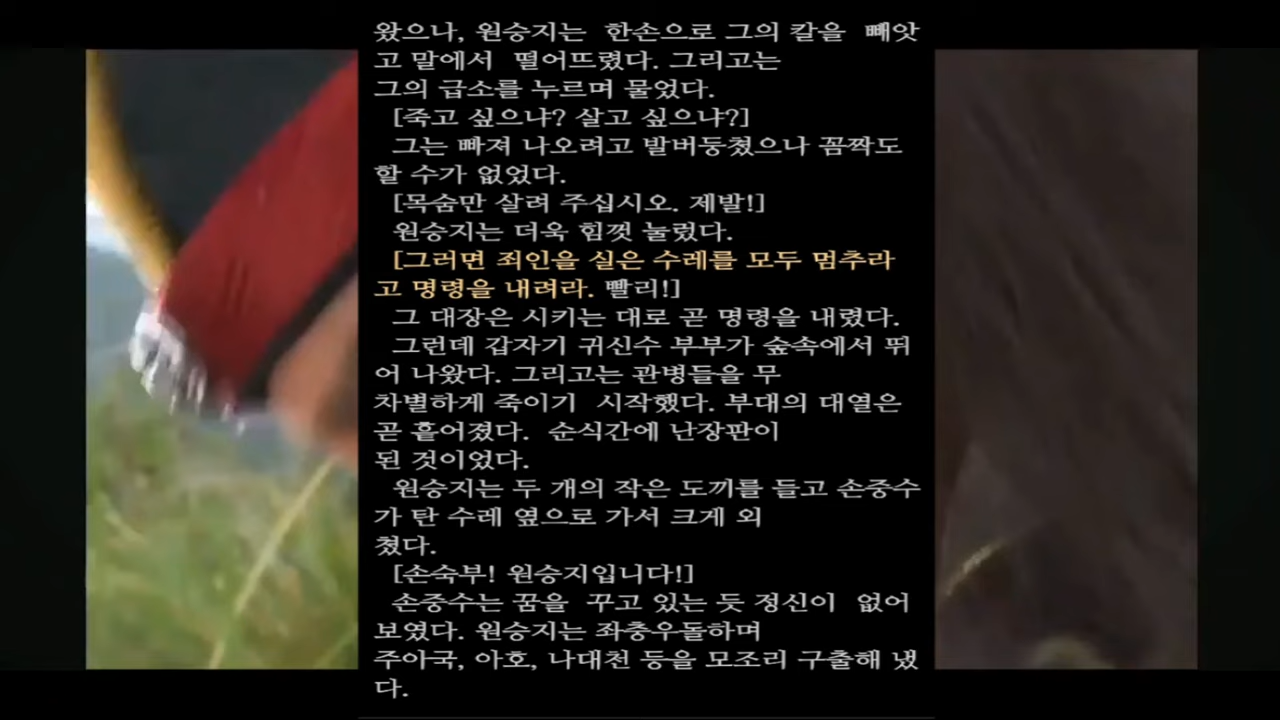 왔으나, 원승지는 한손으로 그의 칼을 빼앗
고 말에서 떨어뜨렸다. 그리고는
그의 급소를 누르며 물었다.
[죽고 싶으냐? 살고 싶으냐?]
그는 빠져 나오려고 발버둥쳤으나 꼼짝도
할 수가 없었다.
[목숨만 살려 주십시오. 제발!]
원승지는 더욱 힘껏 눌렀다.
[그러면 죄인을 실은 수레를 모두 멈추라
고 명령을 내려라. 빨리!]
그 대장은 시키는 대로 곧 명령을 내렸다.
그런데 갑자기 귀신수 부부가 숲속에서 뛰
어 나왔다. 그리고는 관병들을 무
차별하게 죽이기 시작했다. 부대의 대열은
곧 흩어졌다. 순식간에 난장판이
된 것이었다.
원승지는 두 개의 작은 도끼를 들고 손중수
가 탄 수레 옆으로 가서 크게 외
쳤다.
[손숙부! 원승지입니다!]
손중수는 꿈을 꾸고 있는 듯 정신이 없어
보였다. 원승지는 좌충우돌하며
주아국, 아호, 나대천 등을 모조리 구출해 냈
다.